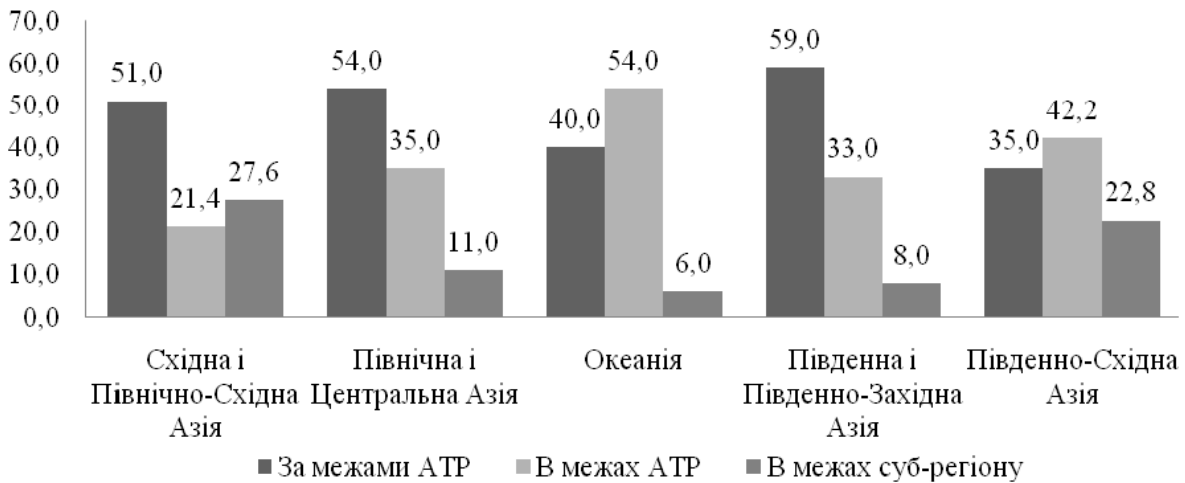 70,0
60,0
50,0
40,0
30,0
20,0
10,0
0,0
51,0
21,4
27,6
54,0
35,0
11,0
40,0
54,0
6,0
59,0
33,0
8,0
35,0
42,2
22,8
Східна і
Північно-Східна
Азія
Північна і
Центральна Азія
Океанія
Південна і
Південно-Західна
Азія
Південно-Східна
Азія
За межами АТР
В межах АТР
В межах суб-регіону